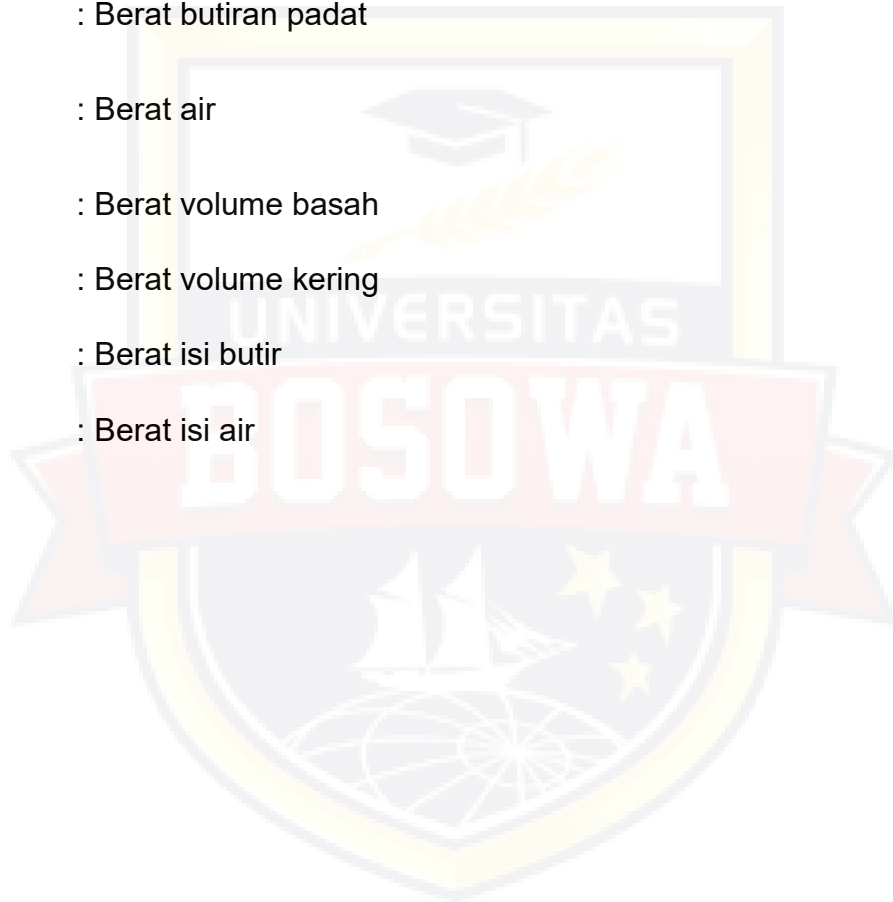 : Berat butiran padat
: Berat air
: Berat volume basah
: Berat volume kering
UNIVERSITAS
: Berat isi butir
BOSOWA
: Berat isi air